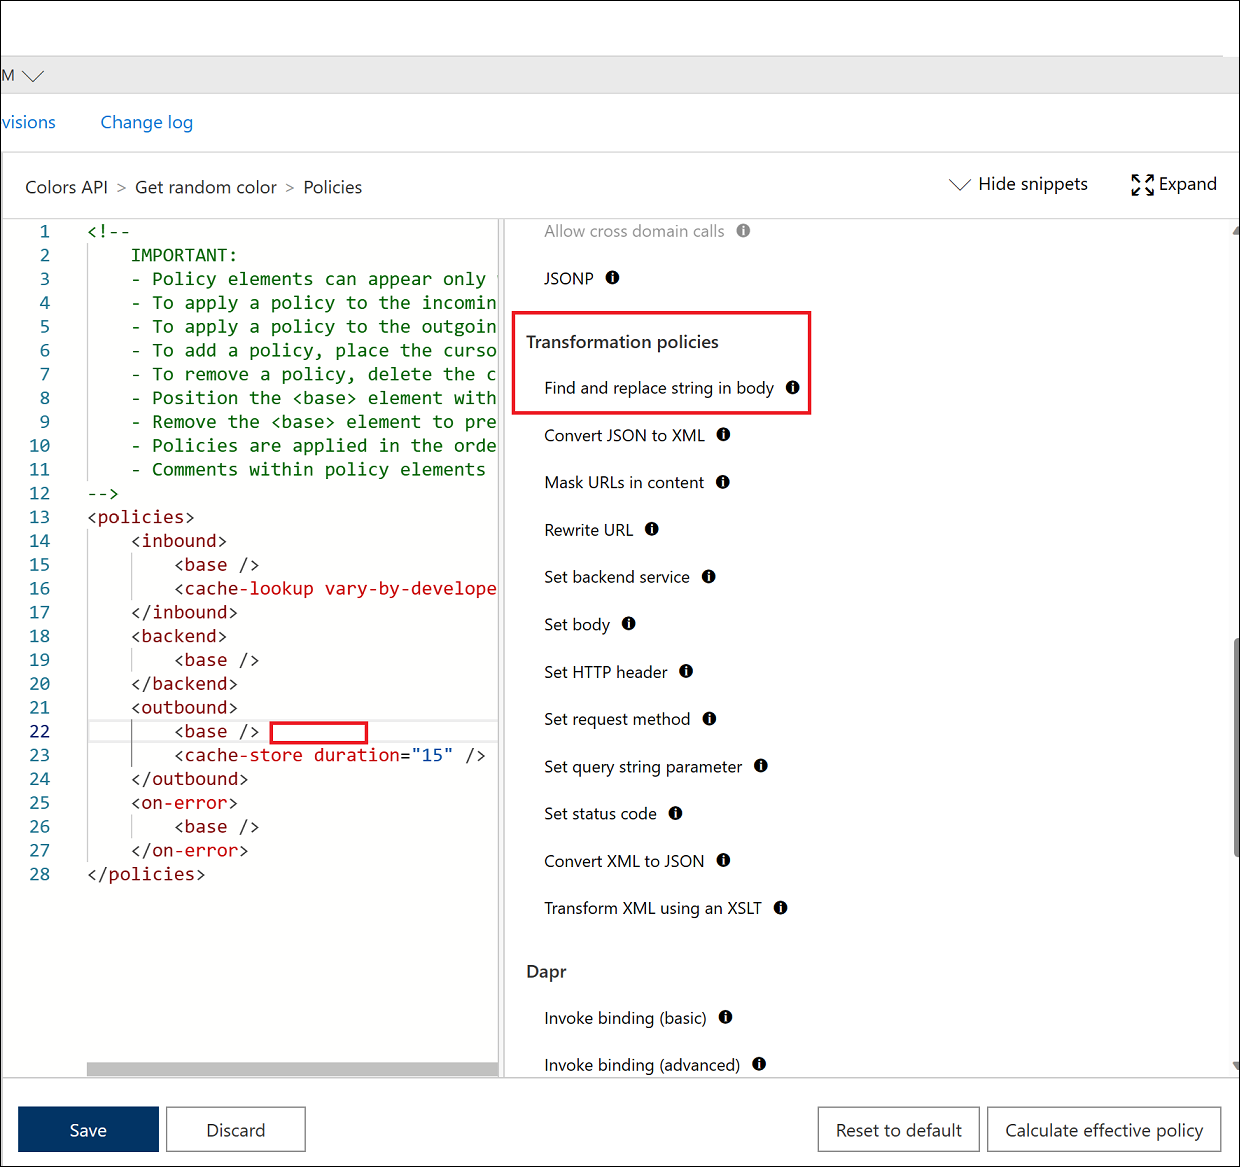 M
visions Change log
Colors API > Get random color > Policies
Hide snippets Expand
1 <!--
2 IMPORTANT:
3 - Policy elements can appear only
4 - To apply a policy to the incomin
5 - To apply a policy to the outgoin
6 - To add a policy, place the curso
7 - To remove a policy, delete the c
8 - Position the <base> element with
9 - Remove the <base> element to pre
10 - Policies are applied in the orde
11 - Comments within policy elements
12 -->
13 <policies>
14 <inbound>
15 <base />
16 <cache-lookup vary-by-develope
17 </inbound>
18 <backend>
19 <base />
20 </backend>
21 <outbound>
22 <base />
23 <cache-store duration="15" />
24 </outbound>
25 <on-error>
26 <base />
27 </on-error>
28 </policies>
Allow cross domain calls
JSONP
Transformation policies
Find and replace string in body
Convert JSON to XML
Mask URLs in content
Rewrite URL
Set backend service
Set body
Set HTTP header
Set request method
Set query string parameter
Set status code
Convert XML to JSON
Transform XML using an XSLT
Dapr
Invoke binding (basic)
Invoke binding (advanced)
Save Discard Reset to default Calculate effective policy